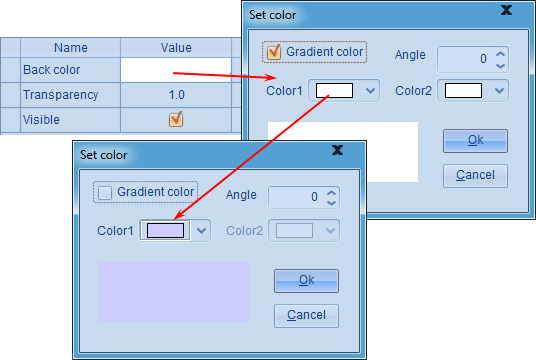 Set color
x
Gradient color Angle 0
Color1 Color2
Ok
Cancel
Name Value
Back color
Transparency 1.0
Visible
Set color
x
Gradient color Angle 0
Color1 Color2
Ok
Cancel